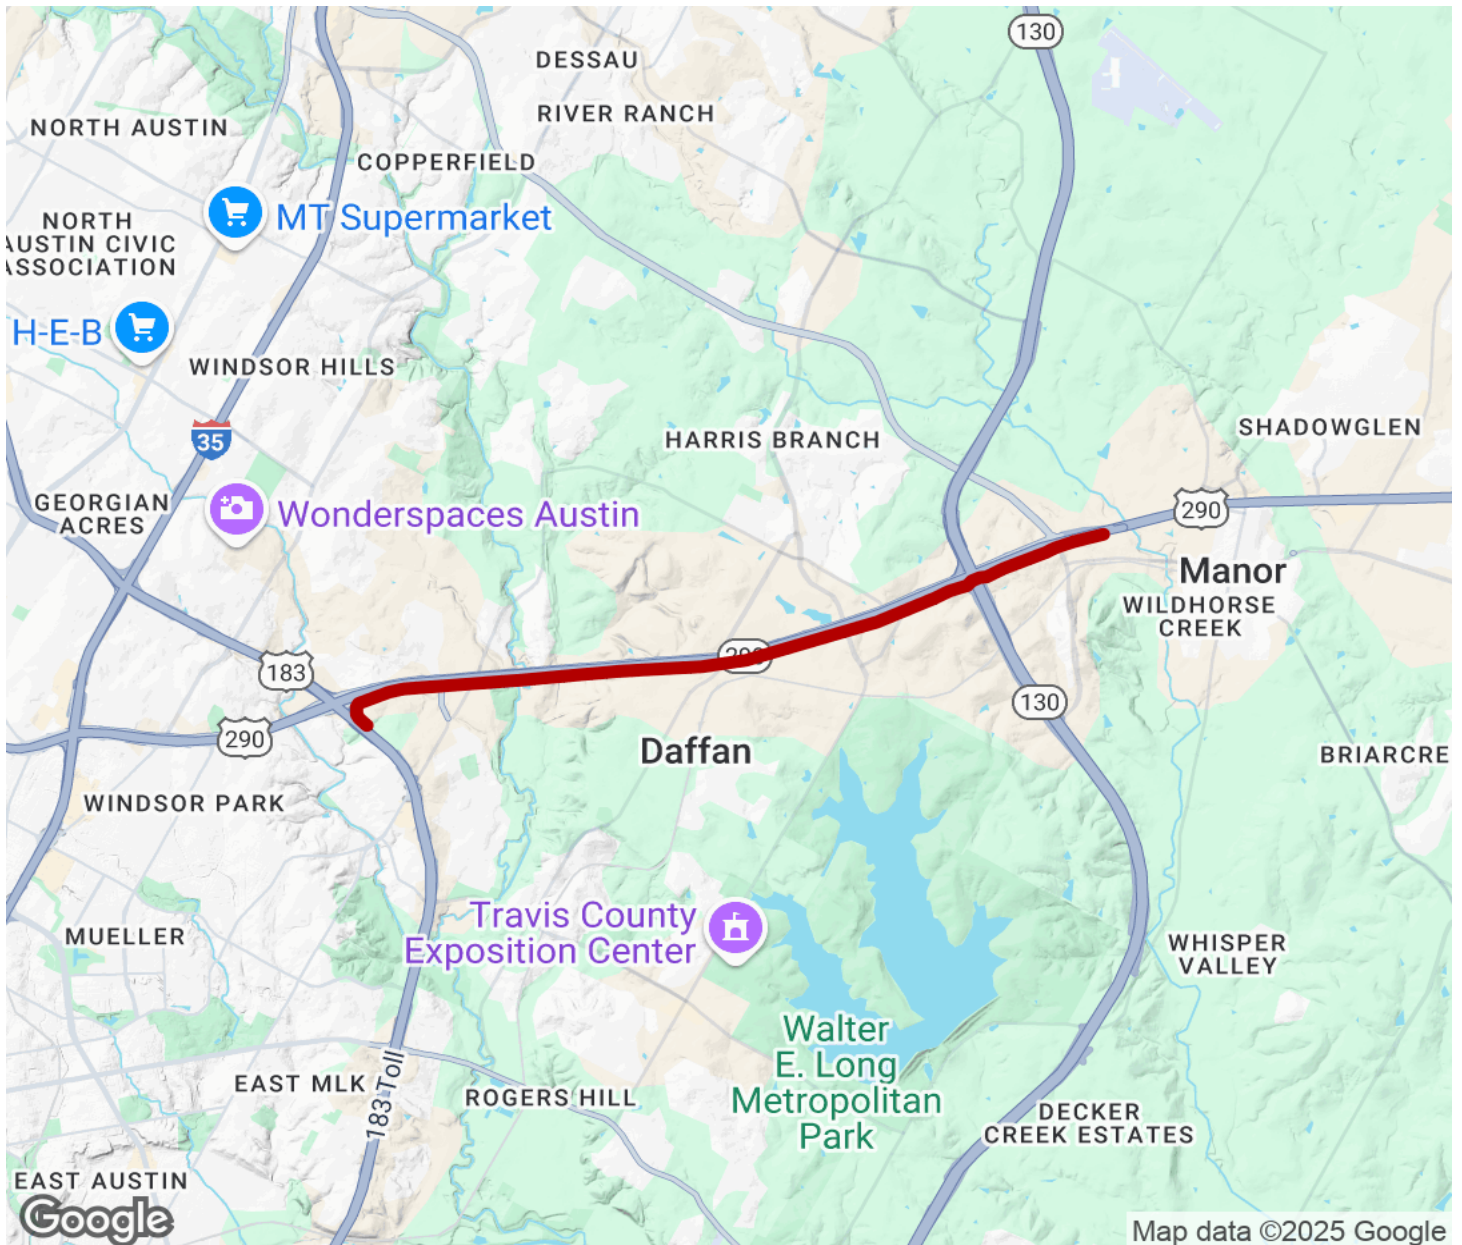 130
DESSAU
RIVER RANCH
NORTH AUSTIN
COPPERFIELD
MT Supermarket
NORTH
AUSTIN CIVIC
ASSOCIATION
H-E-B
WINDSOR HILLS
35
HARRIS BRANCH
SHADOWGLEN
GEORGIAN
ACRES
Wonderspaces Austin
290
Manor
WILDHORSE
CREEK
183
290
130
290
Daffan
BRIARCRE
WINDSOR PARK
Travis County
Exposition Center
MUELLER
WHISPER
VALLEY
Walter
E. Long
Metropolitan
Park
EAST MLK
183 Toll
ROGERS HILL
DECKER
CREEK ESTATES
EAST AUSTIN
Google
Map data ©2025 Google